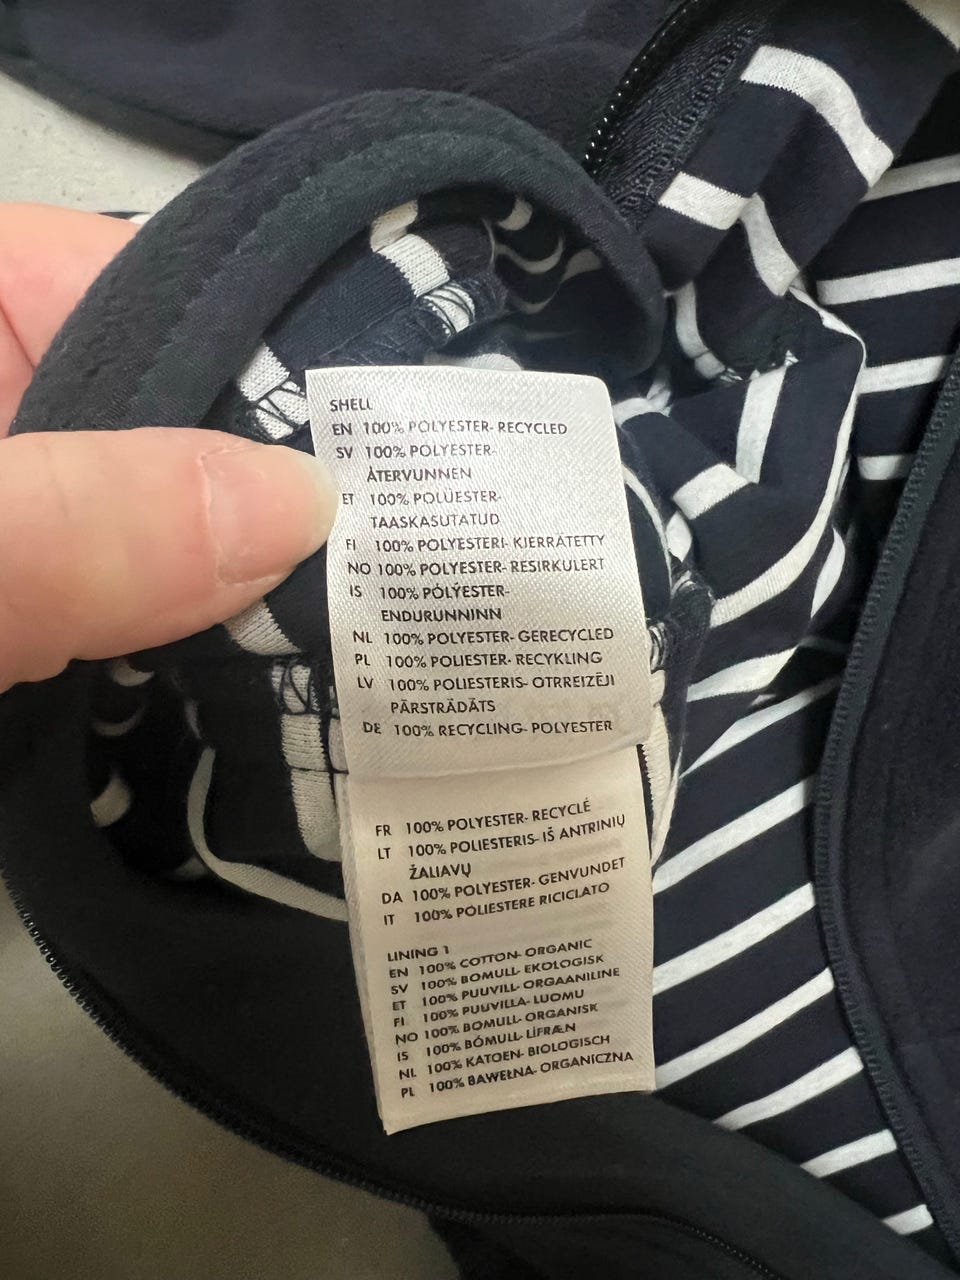 SHELL
EN 100% POLYESTER- RECYCLED
SV 100% POLYESTER-
ÅTERVUNNEN
ET 100% POLÜESTER-
TAASKASUTATUD
FI 100% POLYESTERI- KIERRÄTETTY
NO 100% POLYESTER- RESIRKULERT
IS 100% PÓLÝESTER-
ENDURUNNINN
NL 100% POLYESTER- GERECYCLED
PL 100% POLIESTER- RECYKLING
LV 100% POLIESTERIS- OTRREIZĒJI
PĀRSTRĀDĀTS
DE 100% RECYCLING- POLYESTER
FR 100% POLYESTER- RECYCLÉ
LT 100% POLIESTERIS- IŠ ANTRINIŲ
ŽALIAVŲ
DA 100% POLYESTER- GENVUNDET
IT 100% POLIESTERE RICICLATO
LINING 1
EN 100% COTTON- ORGANIC
SV 100% BOMULL- EKOLOGISK
ET 100% PUUVILL- ORGAANILINE
FI 100% PUUVILLA- LUOMU
NO 100% BOMULL- ORGANISK
IS 100% BÓMULL- LÍFRÆN
NL 100% KATOEN- BIOLOGISCH
PL 100% BAWEŁNA- ORGANICZNA